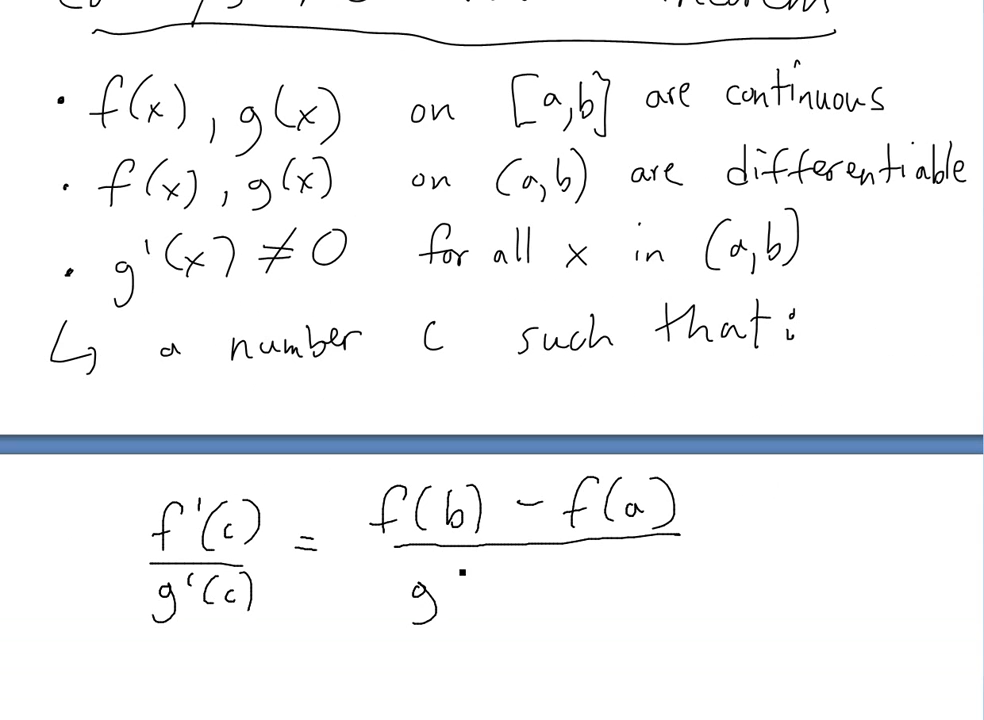 • f(x), g(x) on [a,b] are continuous
• f(x), g(x) on (a,b) are differentiable
• g'(x) ≠ 0 for all x in (a,b)
↳ a number c such that:
f'(c)/g'(c) = f(b) - f(a)/g